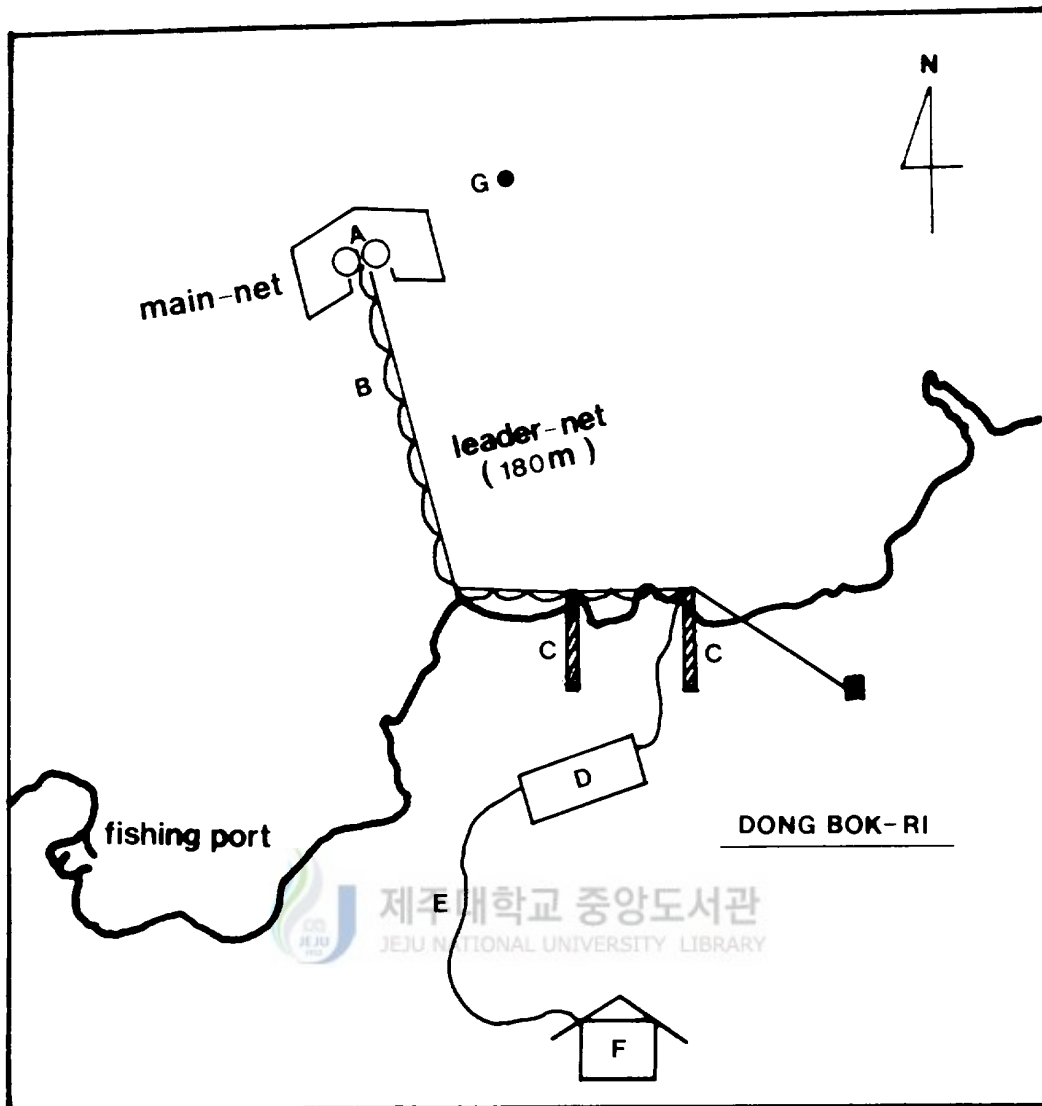 N
G
A
main-net
B
leader-net
(180m)
C
C
D
DONG BOK-RI
fishing port
E
제주대학교 중앙도서관
JEJU NATIONAL UNIVERSITY LIBRARY
JEJU
F